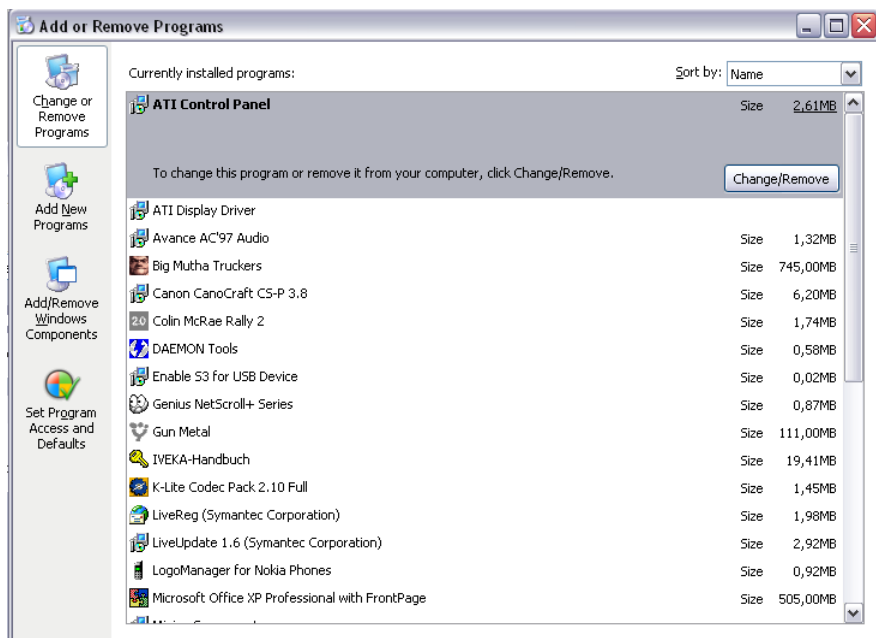 Add or Remove Programs
Change or
Remove
Programs
Add New
Programs
Add/Remove
Windows
Components
Set Program
Access and
Defaults
Currently installed programs:
Sort by: Name
ATI Control Panel Size 2,61MB
To change this program or remove it from your computer, click Change/Remove.
Change/Remove
ATI Display Driver
Avance AC'97 Audio Size 1,32MB
Big Mutha Truckers Size 745,00MB
Canon CanoCraft CS-P 3.8 Size 6,20MB
20 Colin McRae Rally 2 Size 1,74MB
DAEMON Tools Size 0,58MB
Enable S3 for USB Device Size 0,02MB
Genius NetScroll+ Series Size 0,87MB
Gun Metal Size 111,00MB
IVEKA-Handbuch Size 19,41MB
K-Lite Codec Pack 2.10 Full Size 1,45MB
LiveReg (Symantec Corporation) Size 1,98MB
LiveUpdate 1.6 (Symantec Corporation) Size 2,92MB
LogoManager for Nokia Phones Size 0,92MB
Microsoft Office XP Professional with FrontPage Size 505,00MB